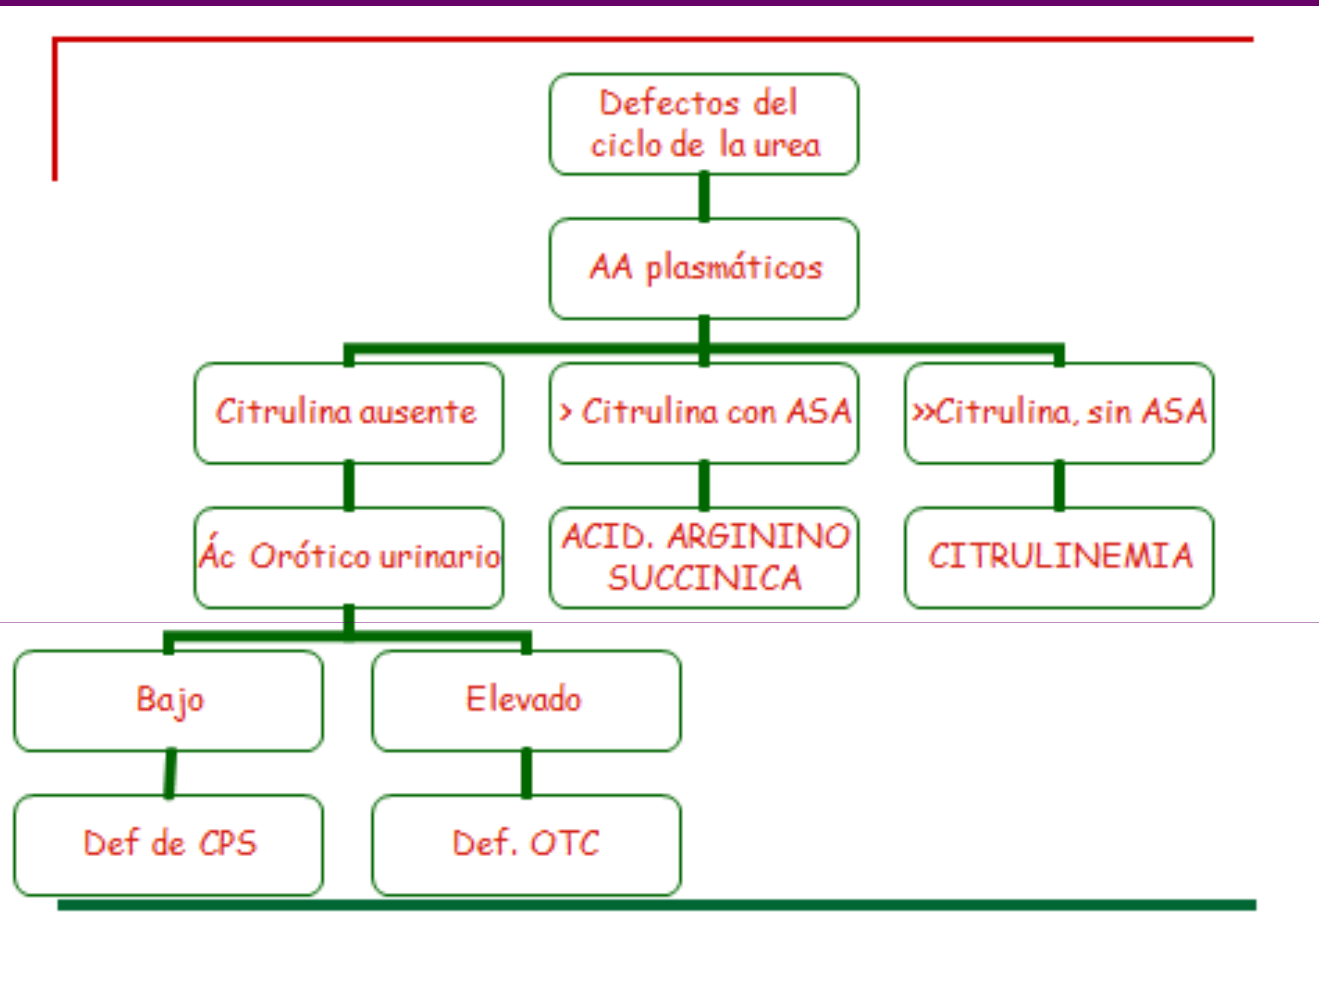 Defectos del
ciclo de la urea
AA plasmáticos
Citrulina ausente
> Citrulina con ASA
>>Citrulina, sin ASA
Ác Orótico urinario
ACID. ARGININO
SUCCINICA
CITRULINEMIA
Bajo
Elevado
Def de CPS
Def. OTC